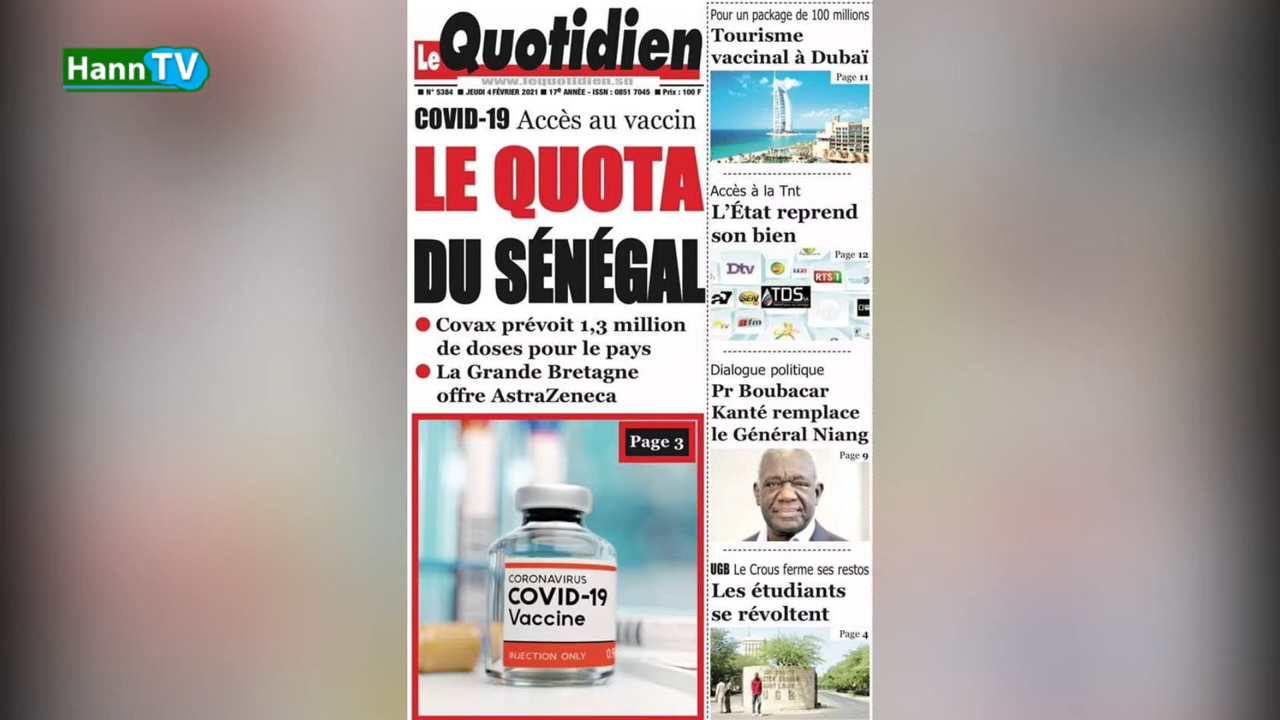 HannTV
Le Quotidien
www.lequotidien.sn
N° 5384 ■ JEUDI 4 FÉVRIER 2021 ■ 17e ANNÉE - ISSN : 0851 7045 ■ Prix : 100 F
COVID-19 Accès au vaccin
LE QUOTA
DU SÉNÉGAL
● Covax prévoit 1,3 million
de doses pour le pays
● La Grande Bretagne
offre AstraZeneca
Page 3
CORONAVIRUS
COVID-19
Vaccine
INJECTION ONLY
Pour un package de 100 millions
Tourisme
vaccinal à Dubaï
Page 11
Accès à la Tnt
L'État reprend
son bien
Page 12
Dtv
RTS1
SEN
TDS
fm
Dialogue politique
Pr Boubacar
Kanté remplace
le Général Niang
Page 9
UGB Le Crous ferme ses restos
Les étudiants
se révoltent
Page 4
UGB